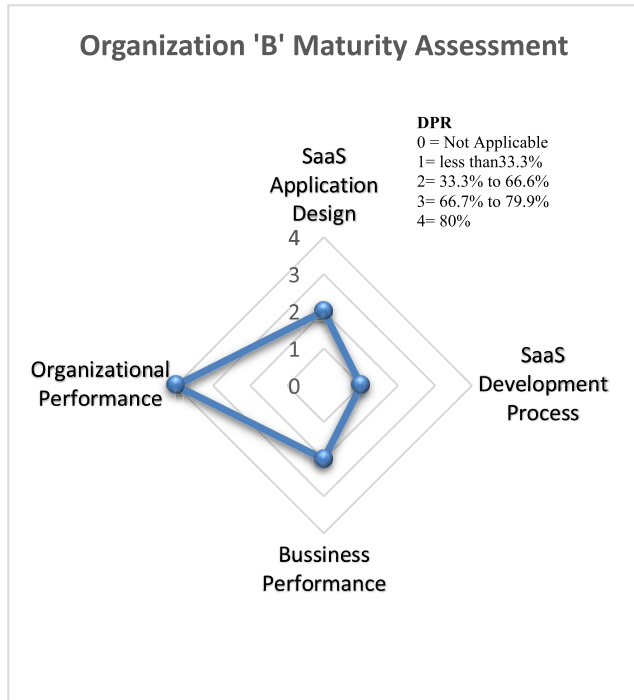 Organization 'B' Maturity Assessment
DPR
0 = Not Applicable
1= less than33.3%
2= 33.3% to 66.6%
3= 66.7% to 79.9%
4= 80%
SaaS
Application
Design
4
3
2
1
0
Organizational
Performance
SaaS
Development
Process
Bussiness
Performance